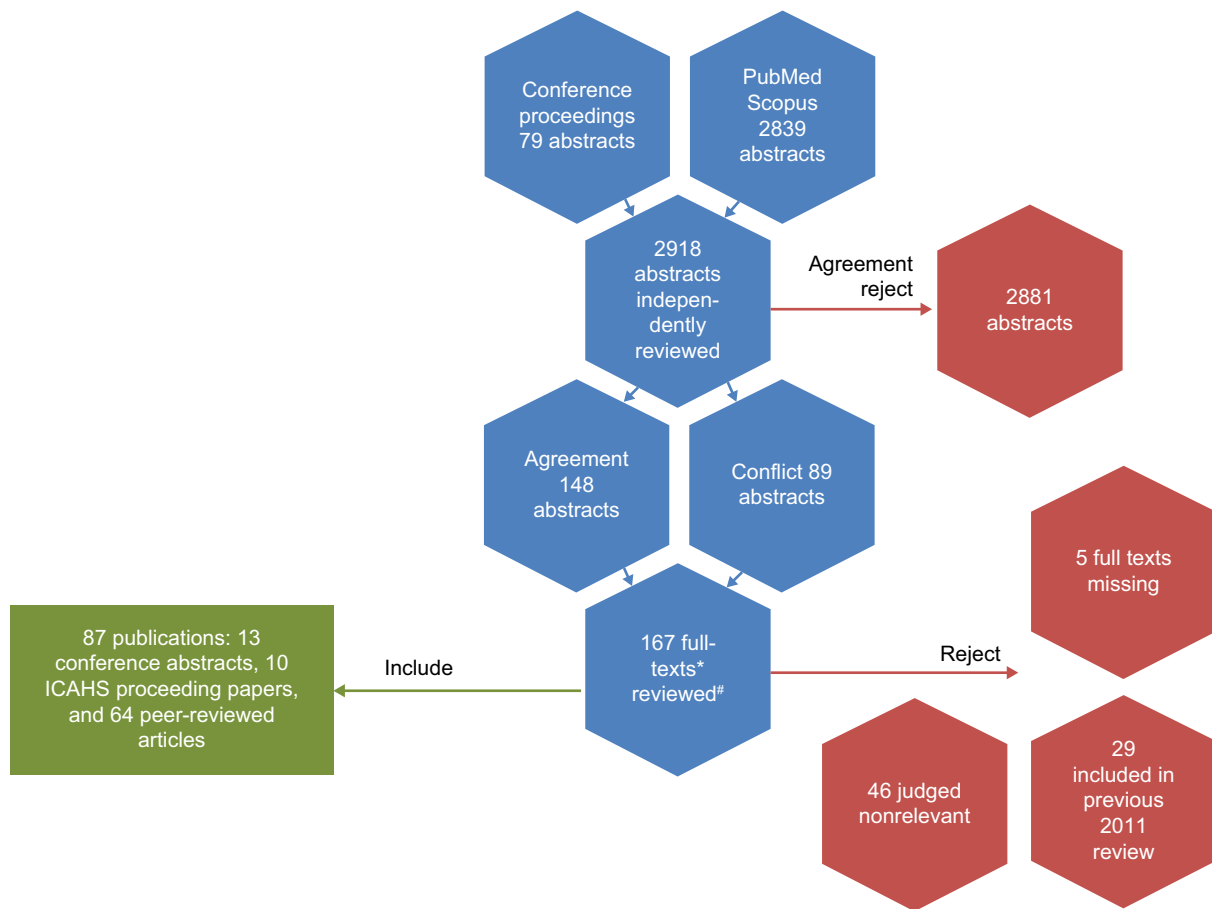 Conference
proceedings
79 abstracts
PubMed
Scopus
2839
abstracts
2918
abstracts
indepen-
dently
reviewed
Agreement
reject
2881
abstracts
Agreement
148
abstracts
Conflict 89
abstracts
5 full texts
missing
87 publications: 13
conference abstracts, 10
ICAHS proceeding papers,
and 64 peer-reviewed
articles
Include
167 full-
texts*
reviewed#
Reject
46 judged
nonrelevant
29
included in
previous
2011
review